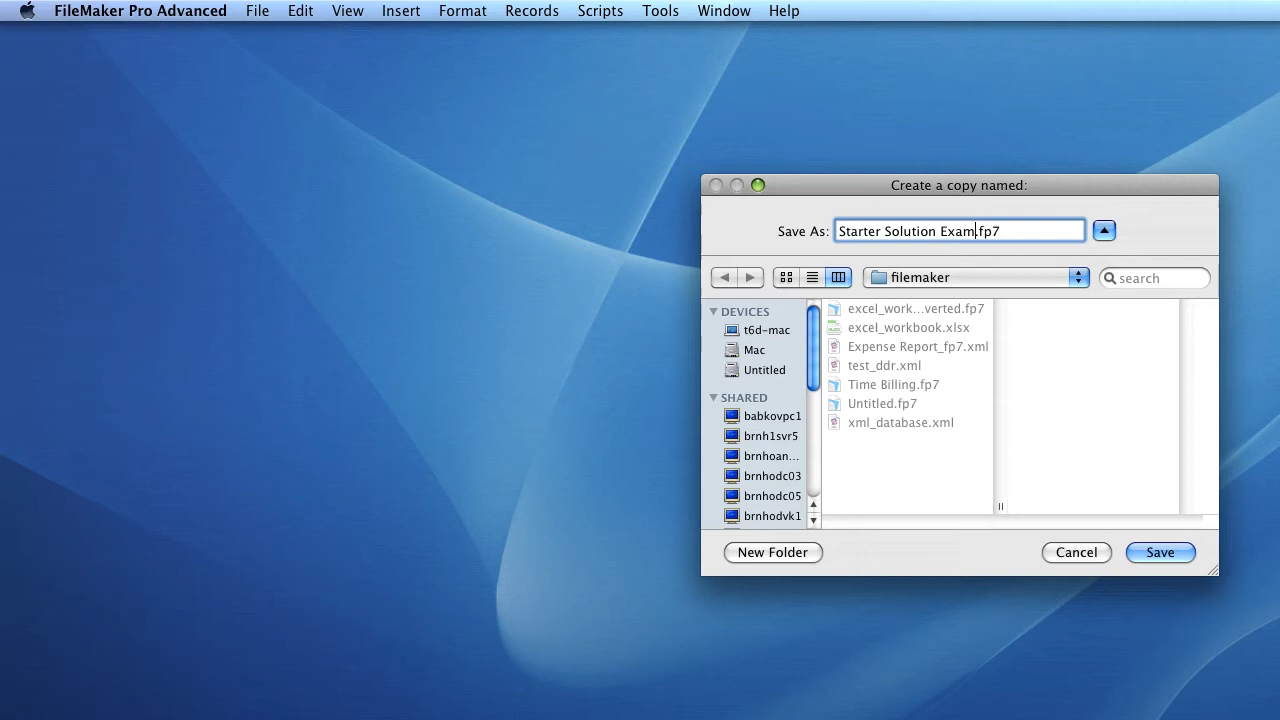 FileMaker Pro Advanced File Edit View Insert Format Records Scripts Tools Window Help
Create a copy named:
Save As: Starter Solution Exam.fp7
filemaker
search
DEVICES
t6d-mac
Mac
Untitled
SHARED
babkovpc1
brnh1svr5
brnhoan...
brnhodc03
brnhodc05
brnhodvk1
excel_work...verted.fp7
excel_workbook.xlsx
Expense Report_fp7.xml
test_ddr.xml
Time Billing.fp7
Untitled.fp7
xml_database.xml
New Folder Cancel Save